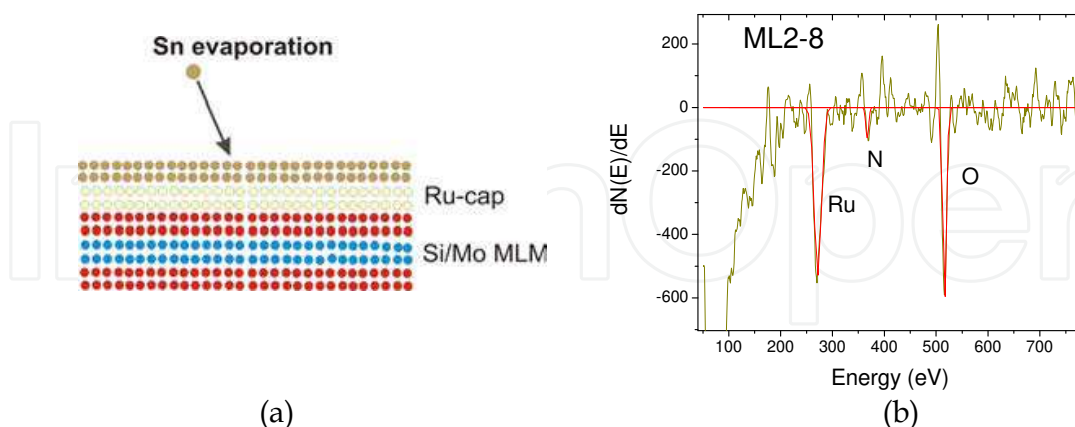 Sn evaporation
Ru-cap
Si/Mo MLM
(a)
ML2-8
dN(E)/dE
200
0
-200
-400
-600
Ru
N
O
100 200 300 400 500 600 700
Energy (eV)
(b)